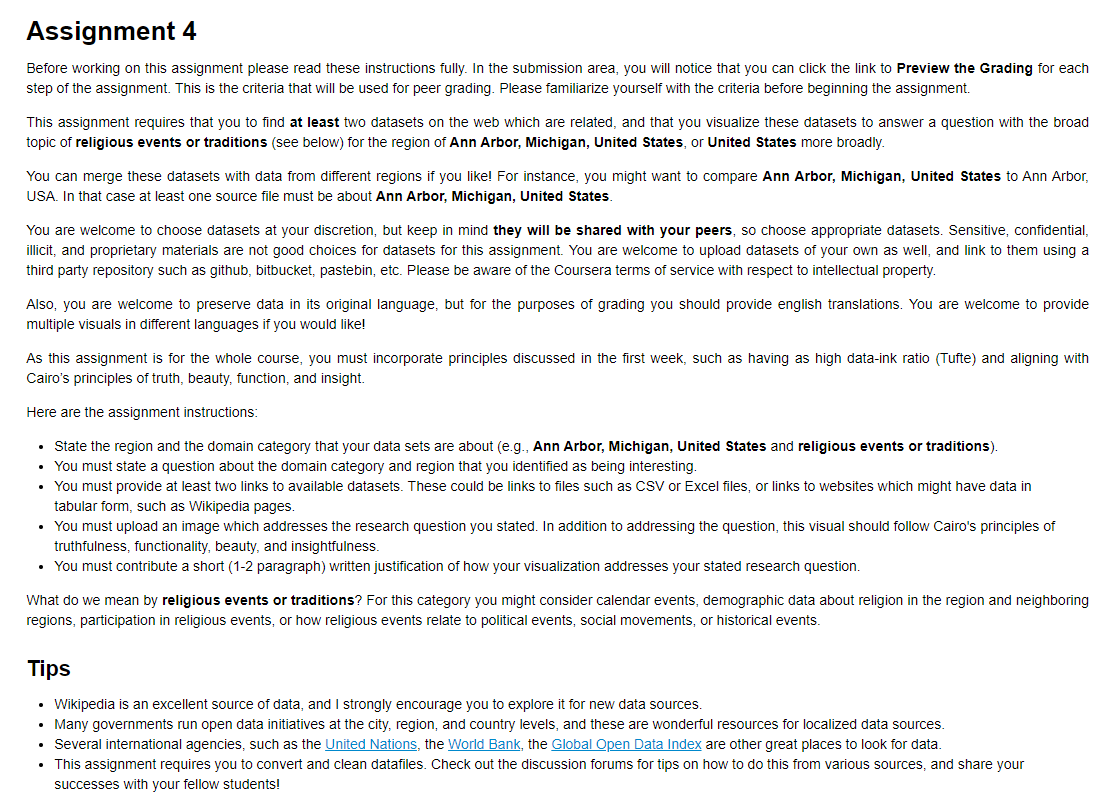 Assignment 4
Before working on this assignment please read these instructions fully. In the submission area, you will notice that you can click the link to Preview the Grading for each
step of the assignment. This is the criteria that will be used for peer grading. Please familiarize yourself with the criteria before beginning the assignment.
This assignment requires that you to find at least two datasets on the web which are related, and that you visualize these datasets to answer a question with the broad
topic of religious events or traditions (see below) for the region of Ann Arbor, Michigan, United States, or United States more broadly.
You can merge these datasets with data from different regions if you like! For instance, you might want to compare Ann Arbor, Michigan, United States to Ann Arbor,
USA. In that case at least one source file must be about Ann Arbor, Michigan, United States.
You are welcome to choose datasets at your discretion, but keep in mind they will be shared with your peers, so choose appropriate datasets. Sensitive, confidential,
illicit, and proprietary materials are not good choices for datasets for this assignment. You are welcome to upload datasets of your own as well, and link to them using a
third party repository such as github, bitbucket, pastebin, etc. Please be aware of the Coursera terms of service with respect to intellectual property.
Also, you are welcome to preserve data in its original language, but for the purposes of grading you should provide english translations. You are welcome to provide
multiple visuals in different languages if you would like!
As this assignment is for the whole course, you must incorporate principles discussed in the first week, such as having as high data-ink ratio (Tufte) and aligning with
Cairo's principles of truth, beauty, function, and insight.
Here are the assignment instructions:
• State the region and the domain category that your data sets are about (e.g., Ann Arbor, Michigan, United States and religious events or traditions).
• You must state a question about the domain category and region that you identified as being interesting.
• You must provide at least two links to available datasets. These could be links to files such as CSV or Excel files, or links to websites which might have data in
tabular form, such as Wikipedia pages.
• You must upload an image which addresses the research question you stated. In addition to addressing the question, this visual should follow Cairo's principles of
truthfulness, functionality, beauty, and insightfulness.
• You must contribute a short (1-2 paragraph) written justification of how your visualization addresses your stated research question.
What do we mean by religious events or traditions? For this category you might consider calendar events, demographic data about religion in the region and neighboring
regions, participation in religious events, or how religious events relate to political events, social movements, or historical events.
Tips
• Wikipedia is an excellent source of data, and I strongly encourage you to explore it for new data sources.
• Many governments run open data initiatives at the city, region, and country levels, and these are wonderful resources for localized data sources.
• Several international agencies, such as the United Nations, the World Bank, the Global Open Data Index are other great places to look for data.
• This assignment requires you to convert and clean datafiles. Check out the discussion forums for tips on how to do this from various sources, and share your
successes with your fellow students!